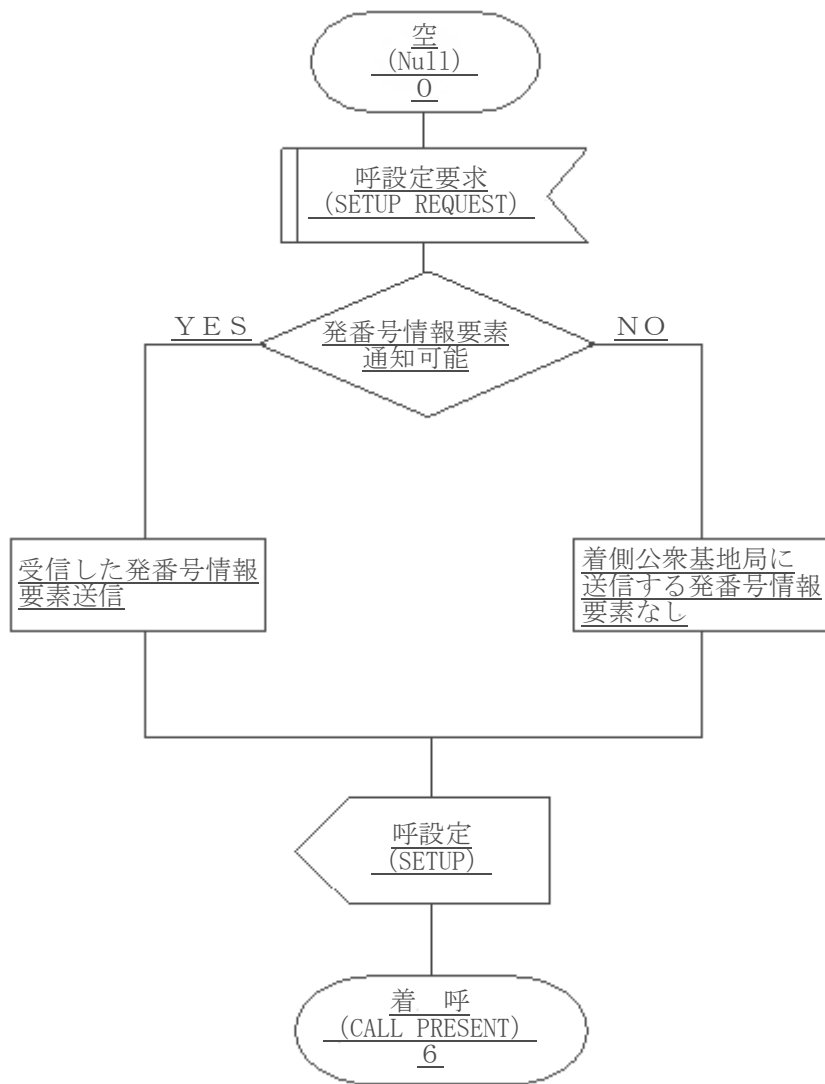 空
(Null)
0
呼設定要求
(SETUP REQUEST)
YES
発番号情報要素
通知可能
NO
受信した発番号情報
要素送信
着側公衆基地局に
送信する発番号情報
要素なし
呼設定
(SETUP)
着　呼
(CALL PRESENT)
6